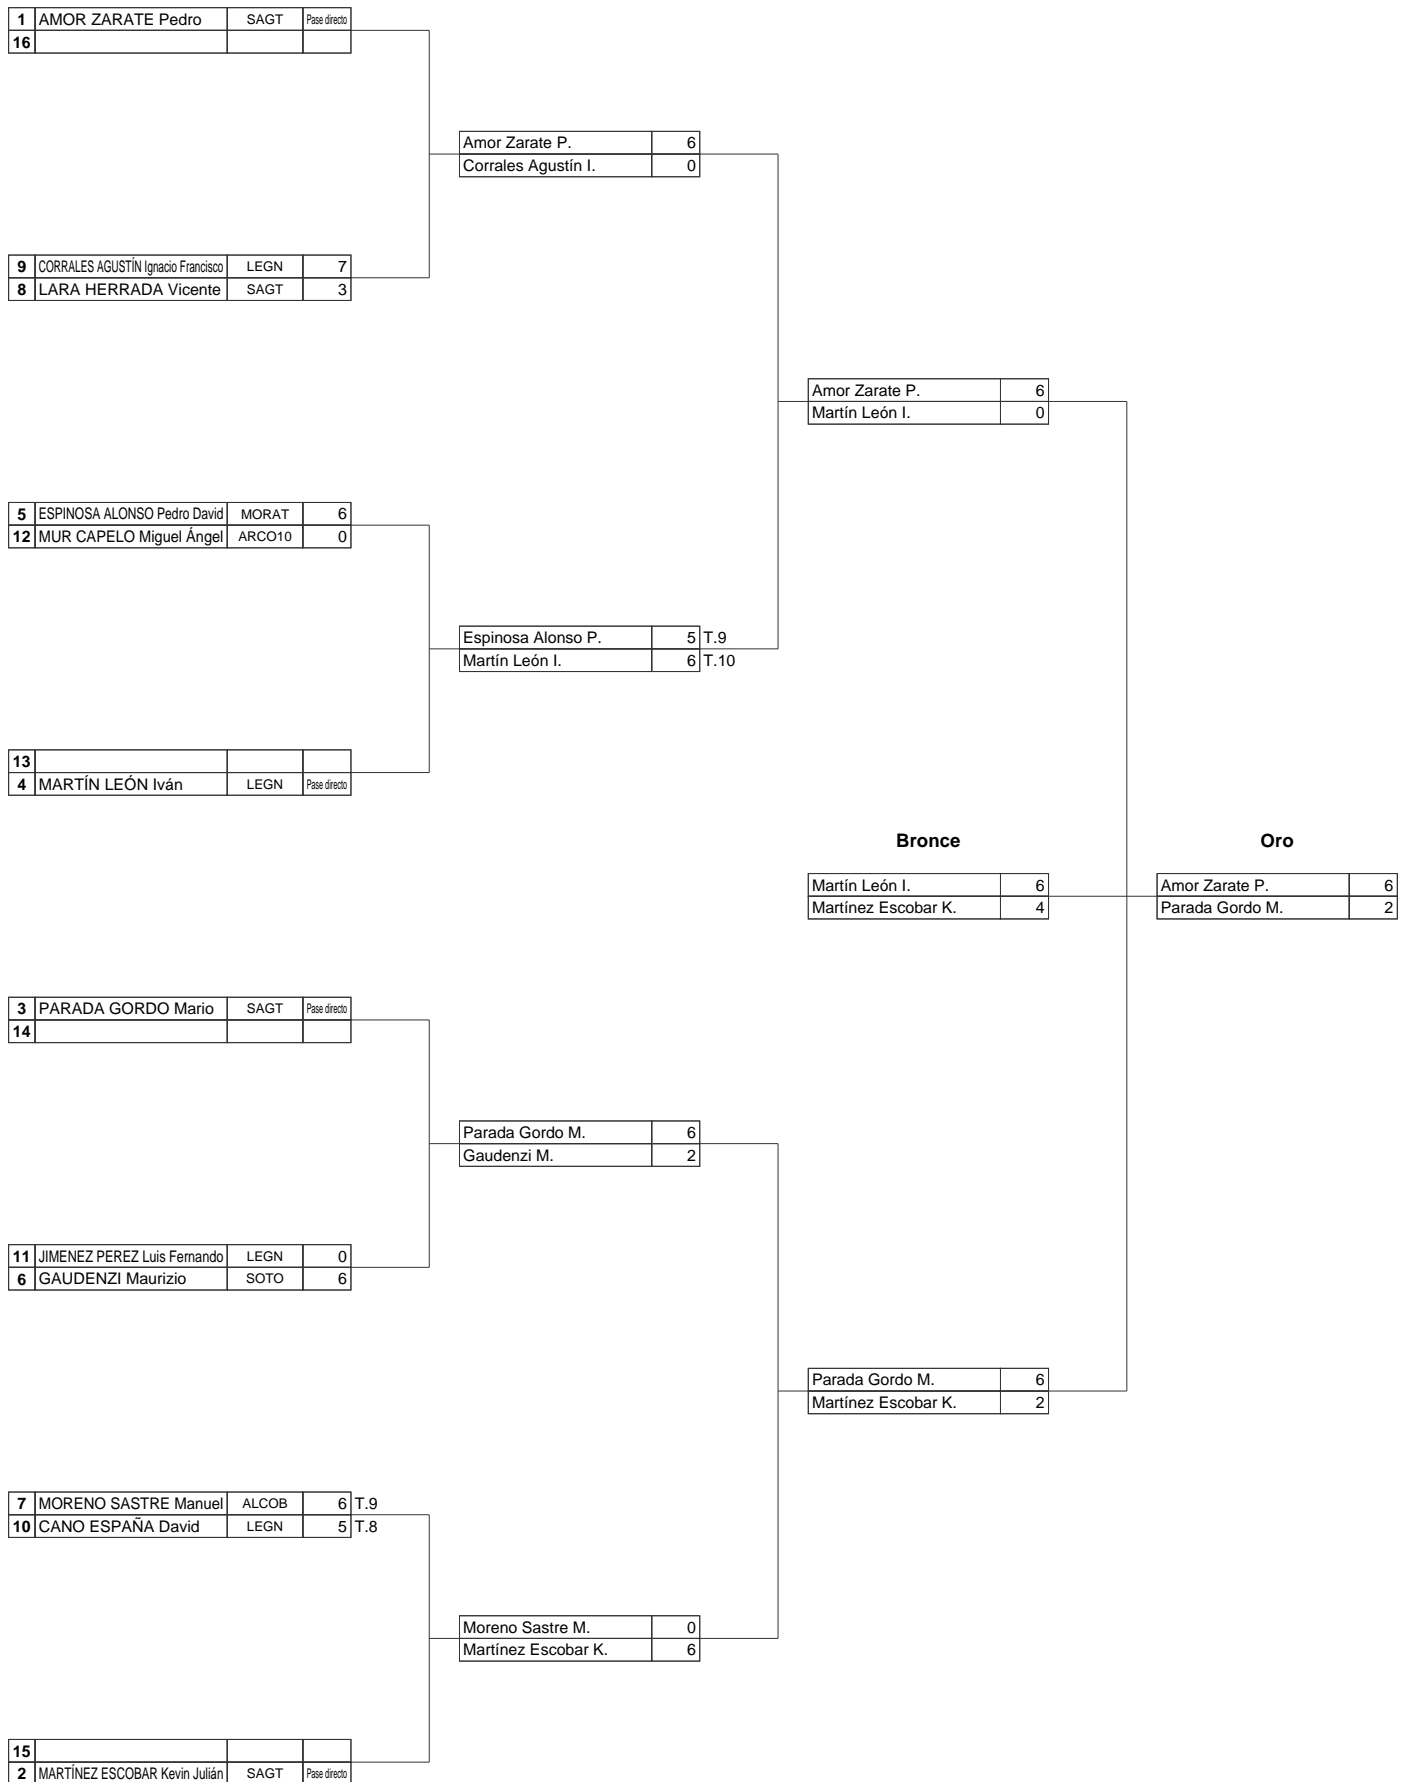 1 AMOR ZARATE Pedro SAGT Pase directo
16
Amor Zarate P. 6
Corrales Agustín I. 0
9 CORRALES AGUSTÍN Ignacio Francisco LEGN 7
8 LARA HERRADA Vicente SAGT 3
Amor Zarate P. 6
Martín León I. 0
5 ESPINOSA ALONSO Pedro David MORAT 6
12 MUR CAPELO Miguel Ángel ARCO10 0
Espinosa Alonso P. 5 T.9
Martín León I. 6 T.10
13
4 MARTÍN LEÓN Iván LEGN Pase directo
Bronce Oro
Martín León I. 6 Amor Zarate P. 6
Martínez Escobar K. 4 Parada Gordo M. 2
3 PARADA GORDO Mario SAGT Pase directo
14
Parada Gordo M. 6
Gaudenzi M. 2
11 JIMENEZ PEREZ Luis Fernando LEGN 0
6 GAUDENZI Maurizio SOTO 6
Parada Gordo M. 6
Martínez Escobar K. 2
7 MORENO SASTRE Manuel ALCOB 6 T.9
10 CANO ESPAÑA David LEGN 5 T.8
Moreno Sastre M. 0
Martínez Escobar K. 6
15
2 MARTÍNEZ ESCOBAR Kevin Julián SAGT Pase directo